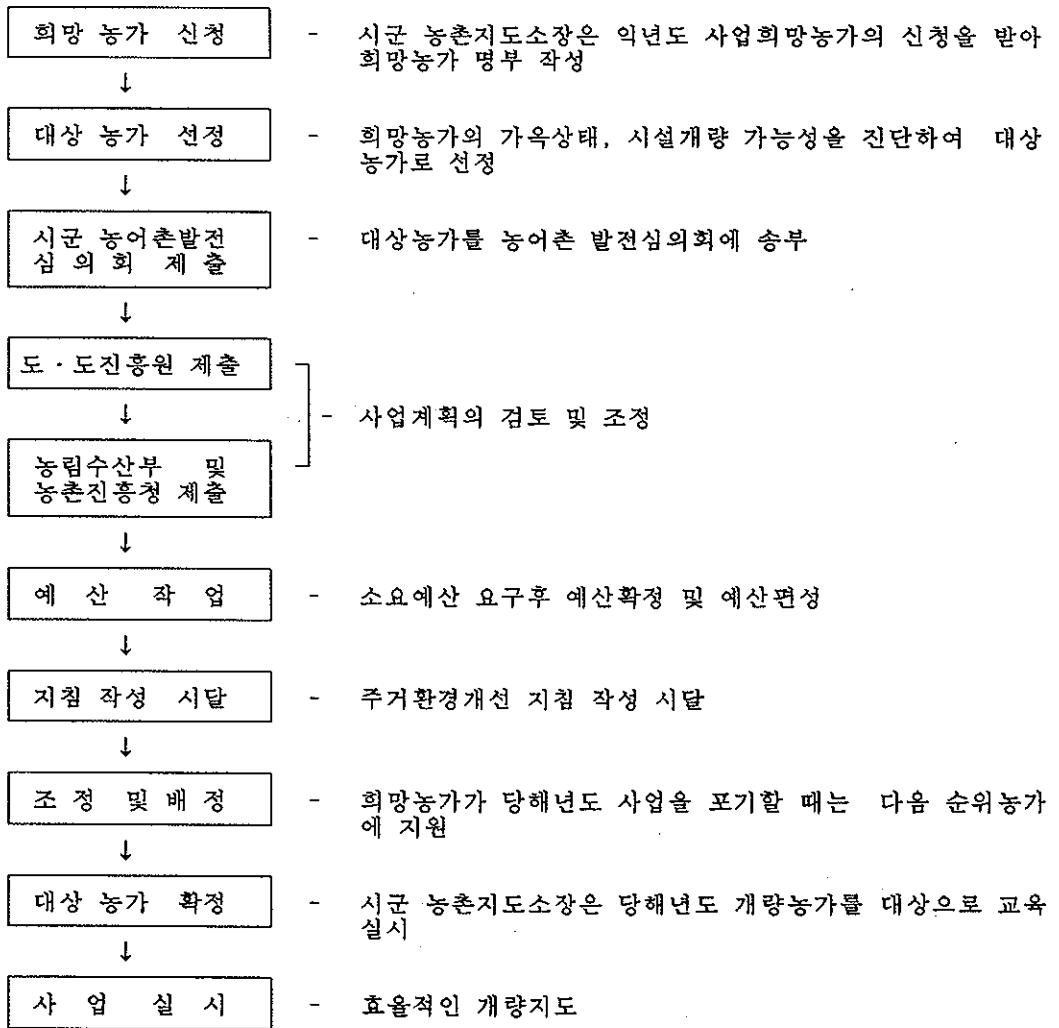 희망 농가 신청 - 시군 농촌지도소장은 익년도 사업희망농가의 신청을 받아
희망농가 명부 작성
↓
대상 농가 선정 - 희망농가의 가옥상태, 시설개량 가능성을 진단하여 대상
농가로 선정
↓
시군 농어촌발전
심 의 회 제 출 - 대상농가를 농어촌 발전심의회에 송부
↓
도 · 도진흥원 제출
↓ - 사업계획의 검토 및 조정
농림수산부 및
농촌진흥청 제출
↓
예 산 작 업 - 소요예산 요구후 예산확정 및 예산편성
↓
지침 작성 시달 - 주거환경개선 지침 작성 시달
↓
조 정 및 배 정 - 희망농가가 당해년도 사업을 포기할 때는 다음 순위농가
에 지원
↓
대상 농가 확정 - 시군 농촌지도소장은 당해년도 개량농가를 대상으로 교육
실시
↓
사 업 실 시 - 효율적인 개량지도